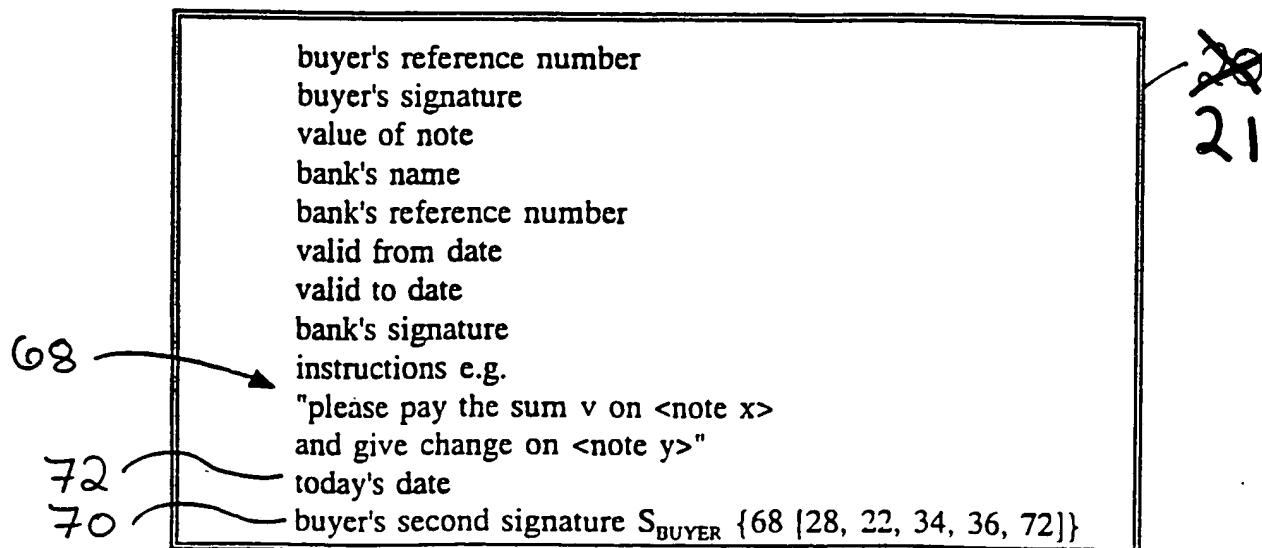 buyer's reference number
20
buyer's signature
21
value of note
bank's name
bank's reference number
valid from date
valid to date
bank's signature
68
instructions e.g.
"please pay the sum v on <note x>
and give change on <note y>"
72
today's date
70
buyer's second signature S_BUYER {68 [28, 22, 34, 36, 72]}